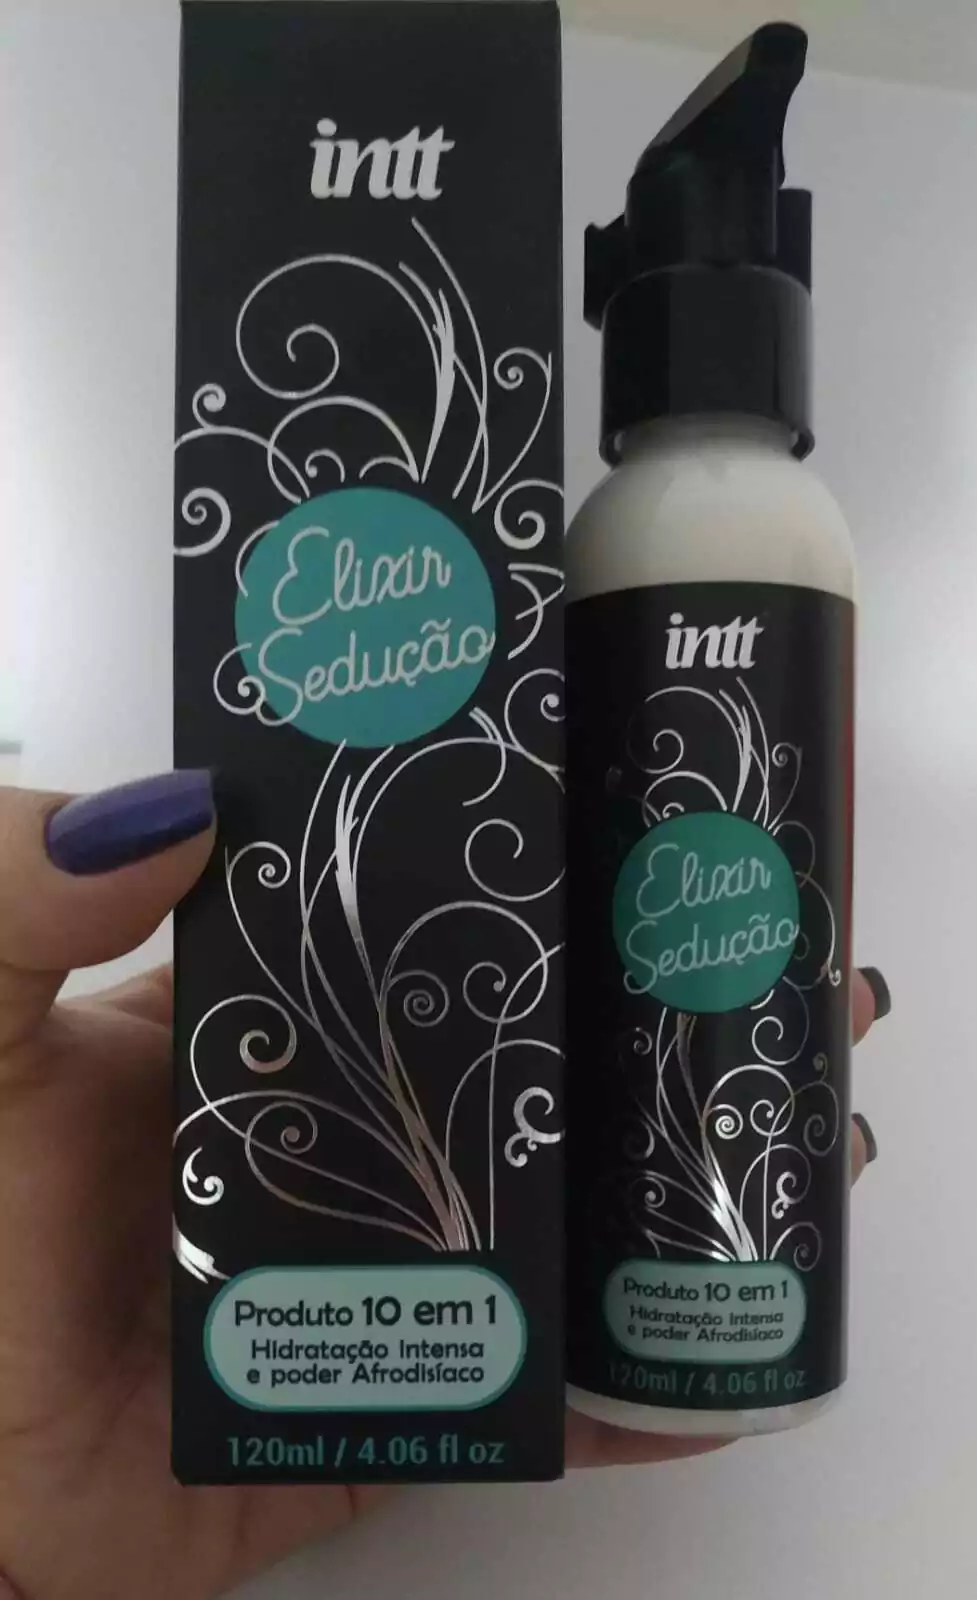 intt
Elixir
Sedução
Produto 10 em 1
Hidratação Intensa
e poder Afrodisíaco
120ml / 4.06 fl oz
intt
Elixir
Sedução
Produto 10 em 1
Hidratação Intensa
e poder Afrodisíaco
120ml / 4.06 fl oz